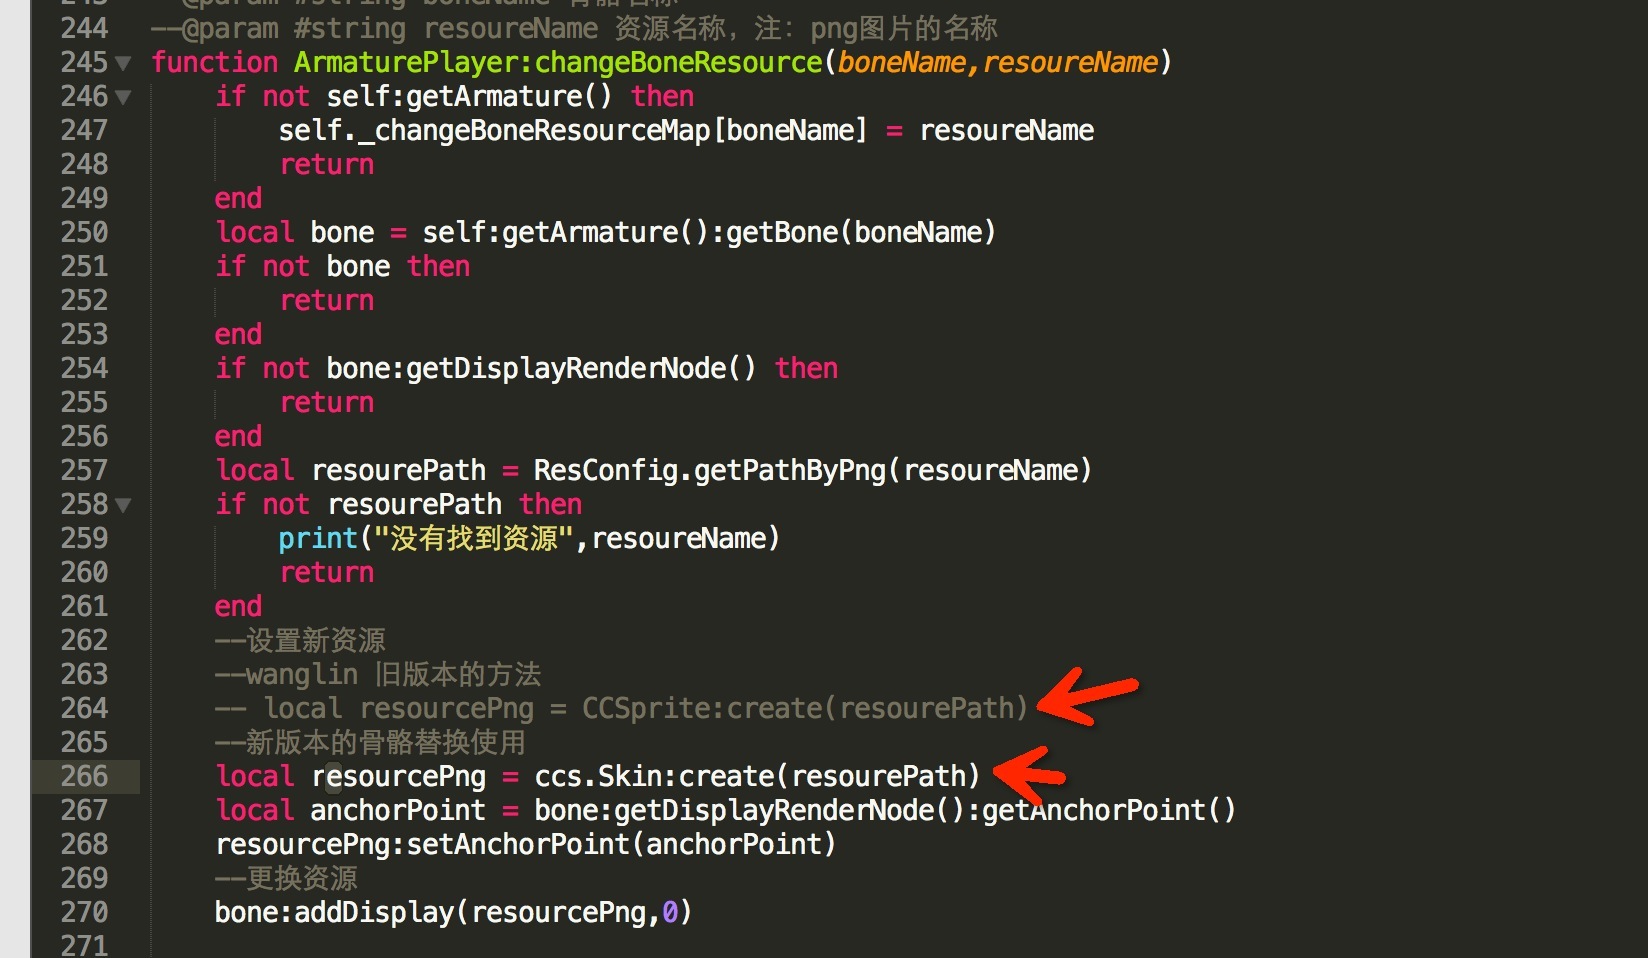 244 --@param #string resoureName 资源名称，注：png图片的名称
245 function ArmaturePlayer:changeBoneResource(boneName,resoureName)
246 if not self:getArmature() then
247 self._changeBoneResourceMap[boneName] = resoureName
248 return
249 end
250 local bone = self:getArmature():getBone(boneName)
251 if not bone then
252 return
253 end
254 if not bone:getDisplayRenderNode() then
255 return
256 end
257 local resourePath = ResConfig.getPathByPng(resoureName)
258 if not resourePath then
259 print("没有找到资源",resoureName)
260 return
261 end
262 --设置新资源
263 --wanglin 旧版本的方法
264 -- local resourcePng = CCSprite:create(resourePath)
265 --新版本的骨骼替换使用
266 local resourcePng = ccs.Skin:create(resourePath)
267 local anchorPoint = bone:getDisplayRenderNode():getAnchorPoint()
268 resourcePng:setAnchorPoint(anchorPoint)
269 --更换资源
270 bone:addDisplay(resourcePng,0)
271